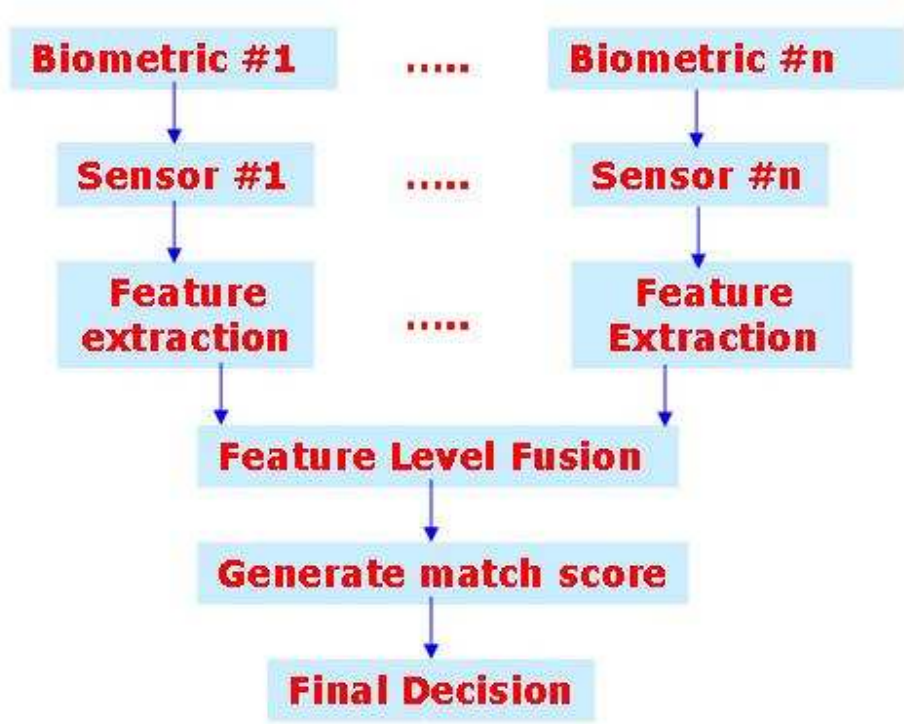 Biometric #1 ..... Biometric #n
Sensor #1 ..... Sensor #n
Feature
extraction
.....
Feature
Extraction
Feature Level Fusion
Generate match score
Final Decision